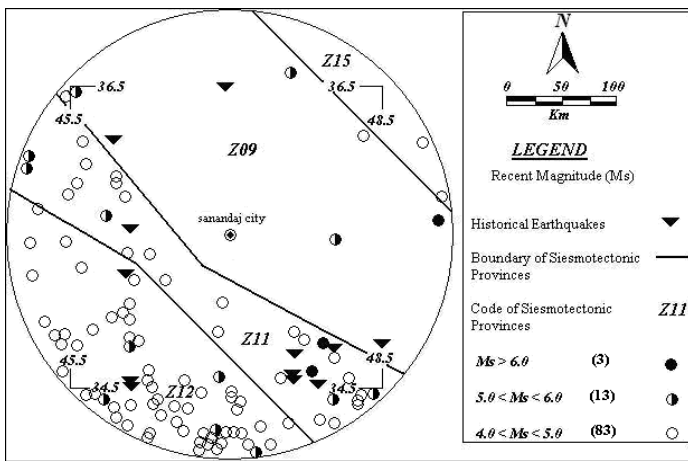 Z15
36.5
36.5
45.5
48.5
Z09
sanandaj city
Z11
45.5
48.5
34.5
Z12
34.5
N
0 50 100
Km
LEGEND
Recent Magnitude (Ms)
Historical Earthquakes
Boundary of Siesmotectonic
Provinces
Code of Siesmotectonic Z11
Provinces
Ms > 6.0 (3)
5.0 < Ms < 6.0 (13)
4.0 < Ms < 5.0 (83)